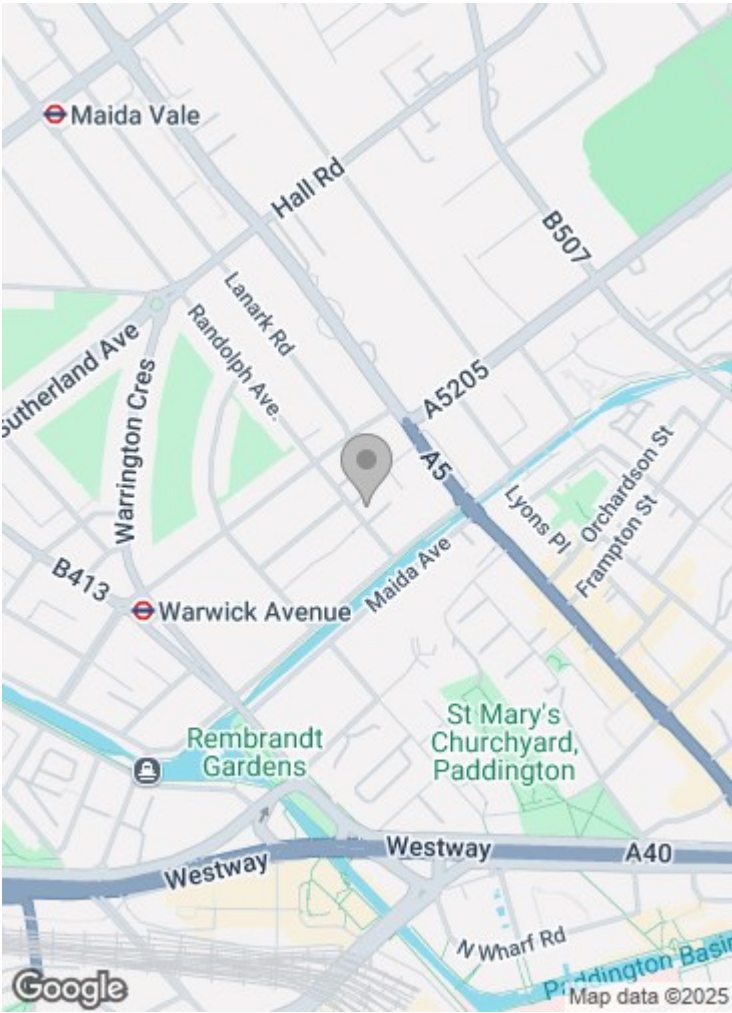 Maida Vale
Hall Rd
B507
Lanark Rd
Randolph Ave.
Sutherland Ave
A5205
Warrington Cres
A5
Orchardson St
Lyons Pl
Frampton St
Maida Ave
B413
Warwick Avenue
Rembrandt
Gardens
St Mary's
Churchyard,
Paddington
Westway
Westway
A40
N Wharf Rd
Paddington Basin
Google
Map data ©2025